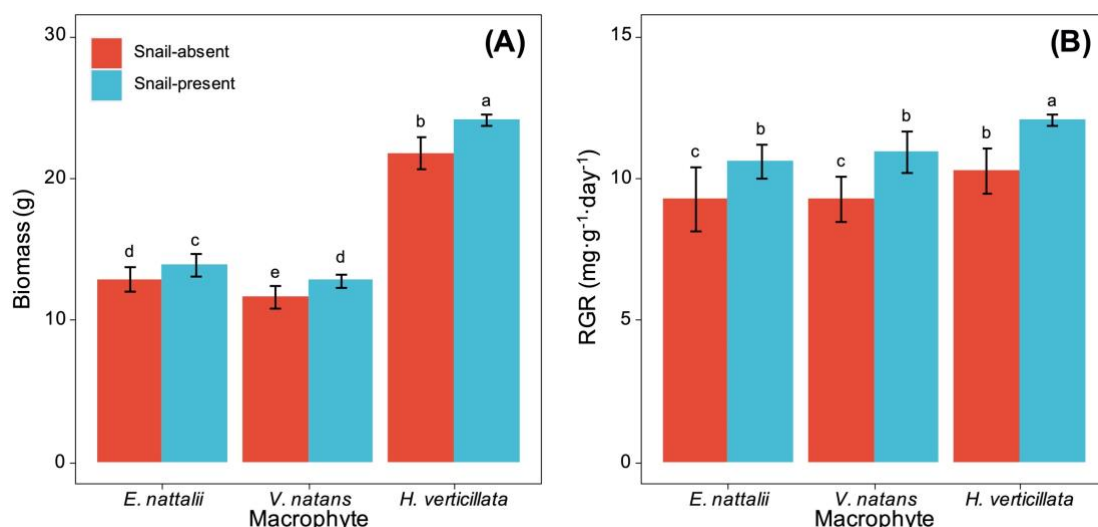 (A)
Biomass (g)
30
20
10
0
Snail-absent
Snail-present
d
c
e
d
b
a
E. nattalii
V. natans
H. verticillata
Macrophyte
(B)
RGR (mg·g⁻¹·day⁻¹)
15
10
5
0
c
b
c
b
b
a
E. nattalii
V. natans
H. verticillata
Macrophyte